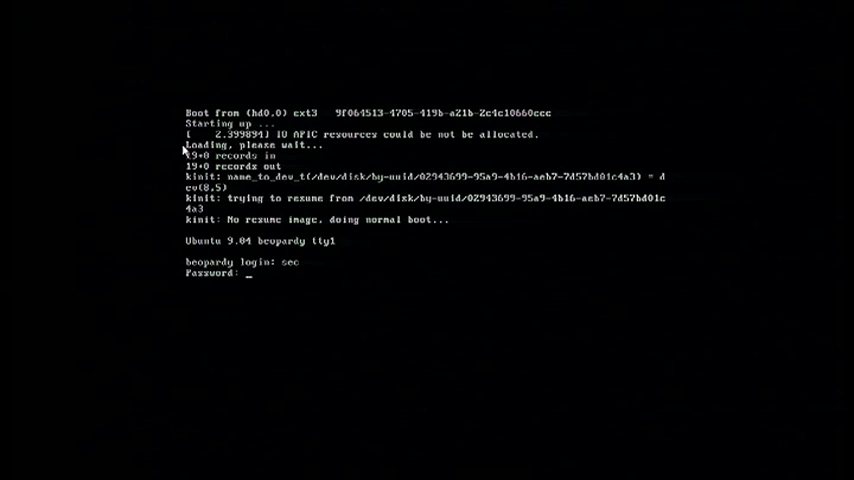 Boot from (hd0,0) ext3   9f064513-4705-419b-a21b-2c4c10660ccc
Starting up ...
[    2.399894] IO APIC resources could be not be allocated.
Loading, please wait...
19+0 records in
19+0 records out
kinit: name_to_dev_t(/dev/disk/by-uuid/02943699-95a9-4b16-aeb7-7d57bd01c4a3) = d
ev(8,5)
kinit: trying to resume from /dev/disk/by-uuid/02943699-95a9-4b16-aeb7-7d57bd01c
4a3
kinit: No resume image, doing normal boot...
Ubuntu 9.04 beopardy tty1
beopardy login: sec
Password: _